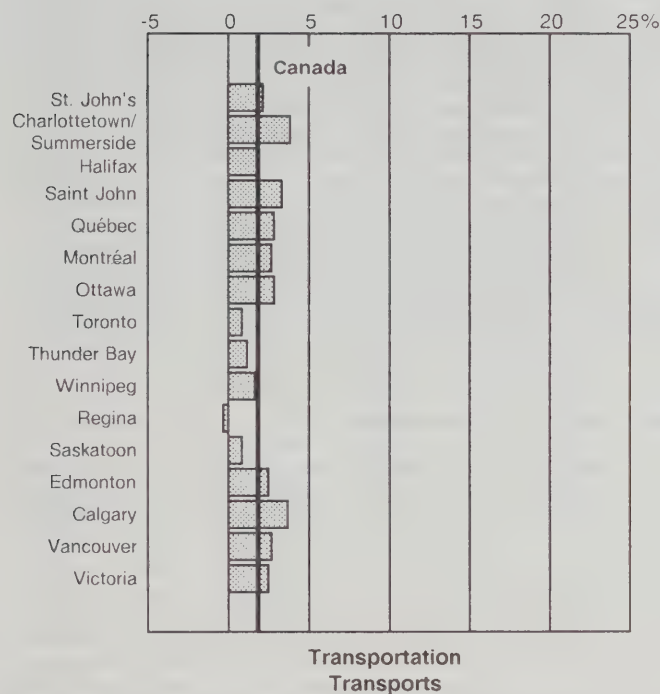 -5 0 5 10 15 20 25%
Canada
St. John's
Charlottetown/
Summerside
Halifax
Saint John
Québec
Montréal
Ottawa
Toronto
Thunder Bay
Winnipeg
Regina
Saskatoon
Edmonton
Calgary
Vancouver
Victoria
Transportation
Transports